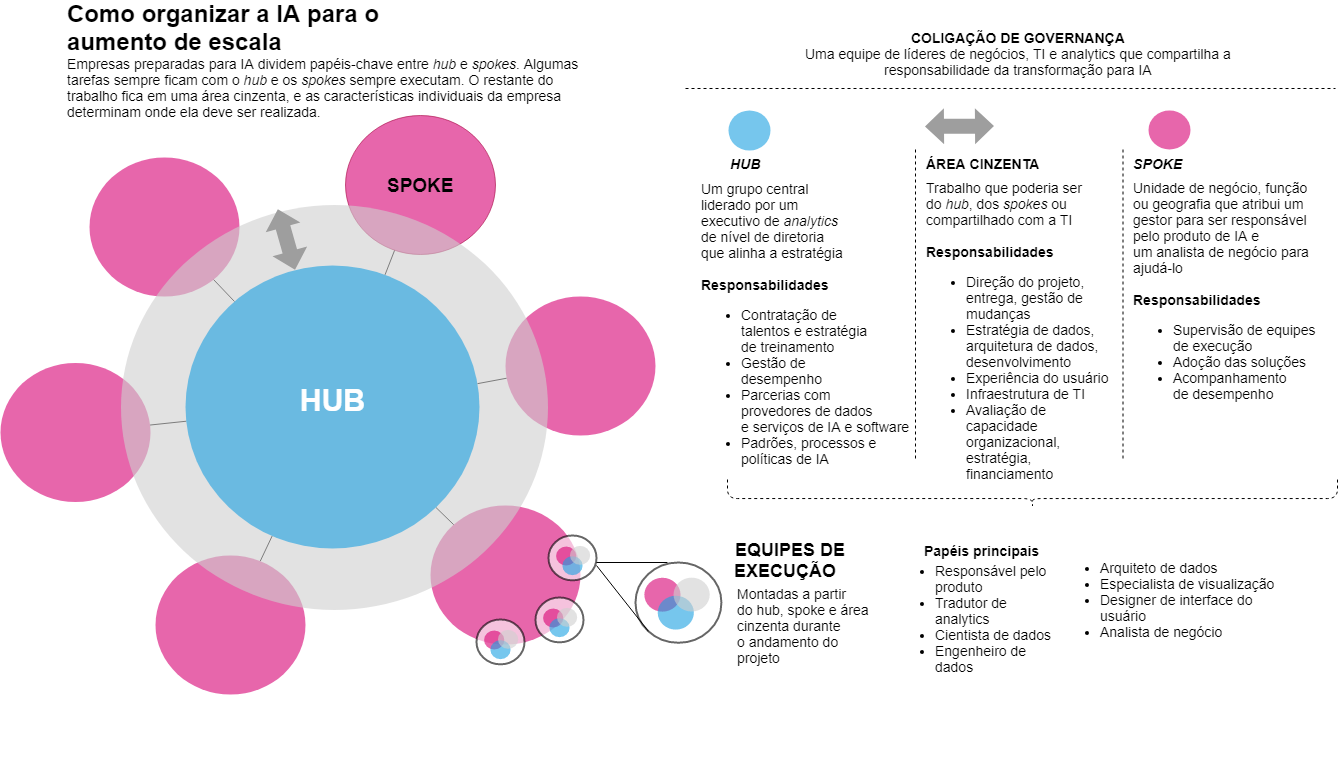 Como organizar a IA para o
aumento de escala
Empresas preparadas para IA dividem papéis-chave entre hub e spokes. Algumas
tarefas sempre ficam com o hub e os spokes sempre executam. O restante do
trabalho fica em uma área cinzenta, e as características individuais da empresa
determinam onde ela deve ser realizada.
SPOKE
HUB
COLIGAÇÃO DE GOVERNANÇA
Uma equipe de líderes de negócios, TI e analytics que compartilha a
responsabilidade da transformação para IA
HUB
Um grupo central
liderado por um
executivo de analytics
de nível de diretoria
que alinha a estratégia
Responsabilidades
• Contratação de
talentos e estratégia
de treinamento
• Gestão de
desempenho
• Parcerias com
provedores de dados
e serviços de IA e software
• Padrões, processos e
políticas de IA
ÁREA CINZENTA
Trabalho que poderia ser
do hub, dos spokes ou
compartilhado com a TI
Responsabilidades
• Direção do projeto,
entrega, gestão de
mudanças
• Estratégia de dados,
arquitetura de dados,
desenvolvimento
• Experiência do usuário
• Infraestrutura de TI
• Avaliação de
capacidade
organizacional,
estratégia,
financiamento
SPOKE
Unidade de negócio, função
ou geografia que atribui um
gestor para ser responsável
pelo produto de IA e
um analista de negócio para
ajudá-lo
Responsabilidades
• Supervisão de equipes
de execução
• Adoção das soluções
• Acompanhamento
de desempenho
EQUIPES DE
EXECUÇÃO
Montadas a partir
do hub, spoke e área
cinzenta durante
o andamento do
projeto
Papéis principais
• Responsável pelo
produto
• Tradutor de
analytics
• Cientista de dados
• Engenheiro de
dados
• Arquiteto de dados
• Especialista de visualização
• Designer de interface do
usuário
• Analista de negócio